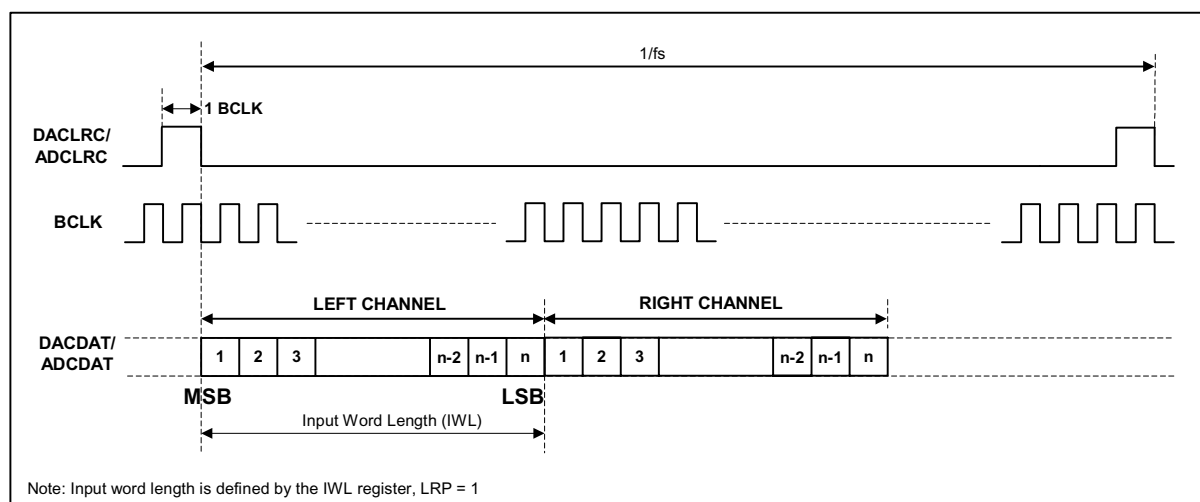 1/fs
1 BCLK
DACLRC/
ADCLRC
BCLK
LEFT CHANNEL
RIGHT CHANNEL
DACDAT/
ADCDAT
1 2 3 n-2 n-1 n 1 2 3 n-2 n-1 n
MSB LSB
Input Word Length (IWL)
Note: Input word length is defined by the IWL register, LRP = 1